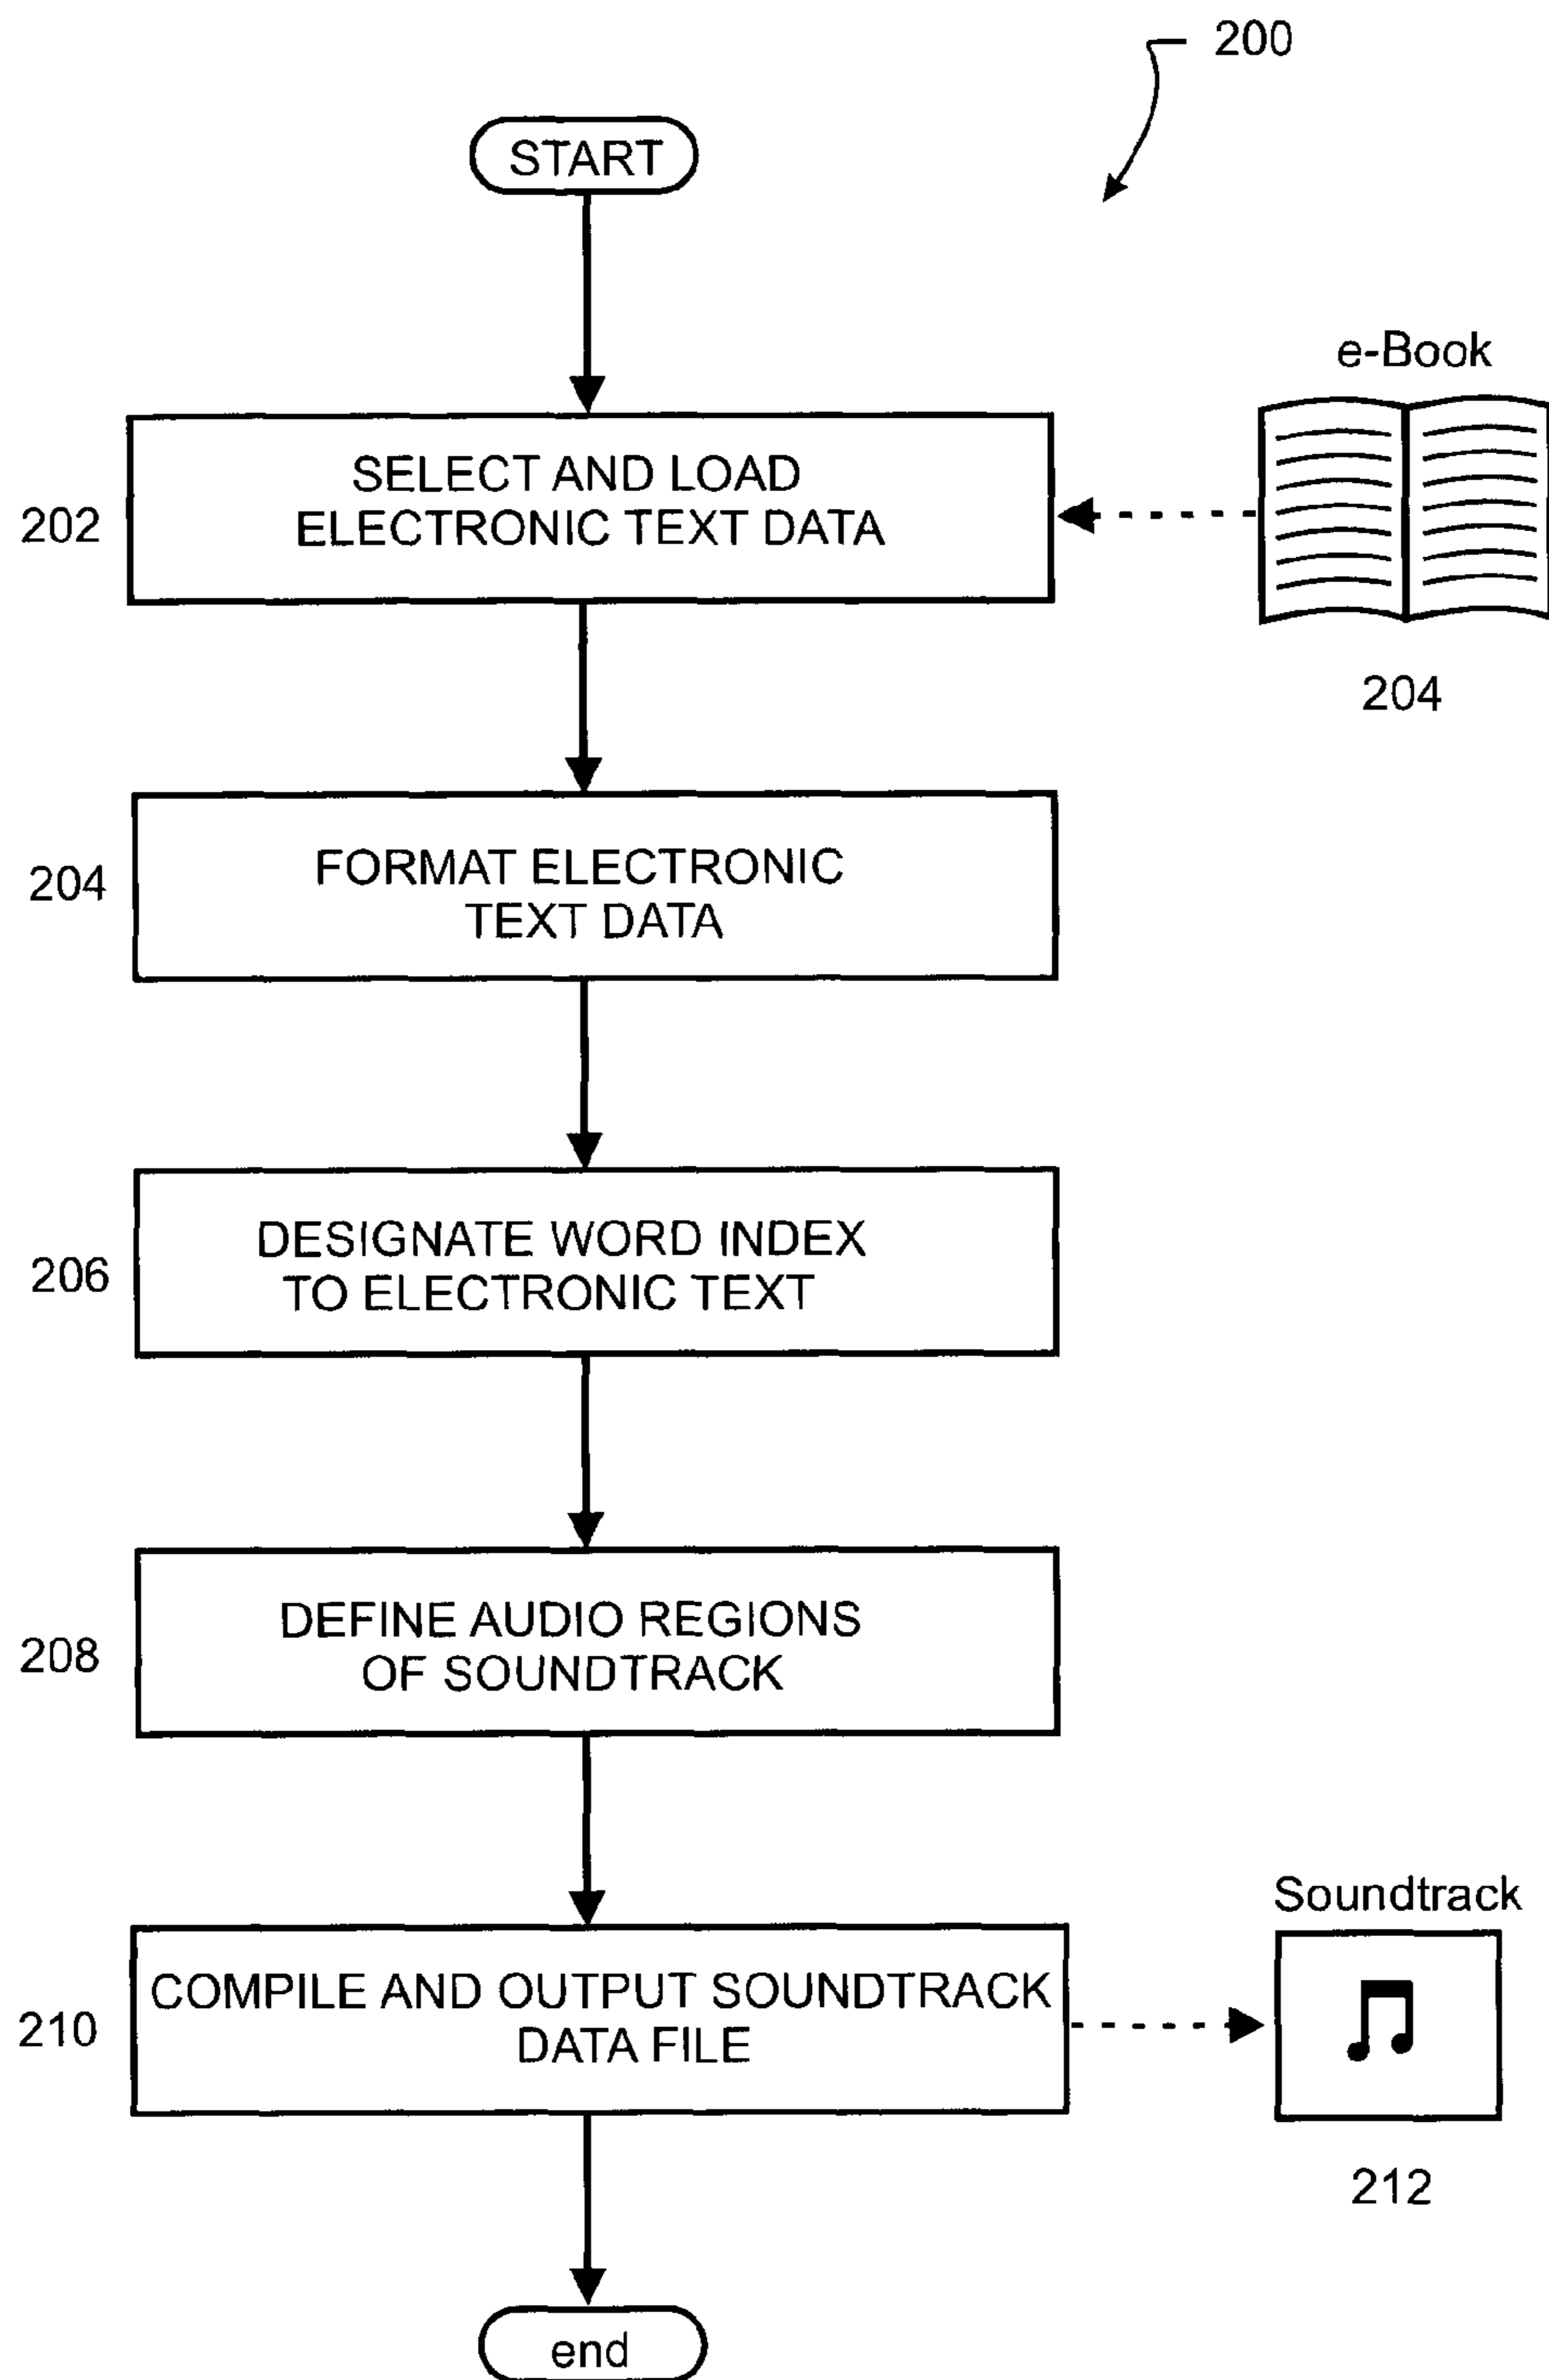 200
START
e-Book
SELECT AND LOAD
ELECTRONIC TEXT DATA
202
204
FORMAT ELECTRONIC
TEXT DATA
204
DESIGNATE WORD INDEX
TO ELECTRONIC TEXT
206
DEFINE AUDIO REGIONS
OF SOUNDTRACK
208
Soundtrack
COMPILE AND OUTPUT SOUNDTRACK
DATA FILE
210
212
end